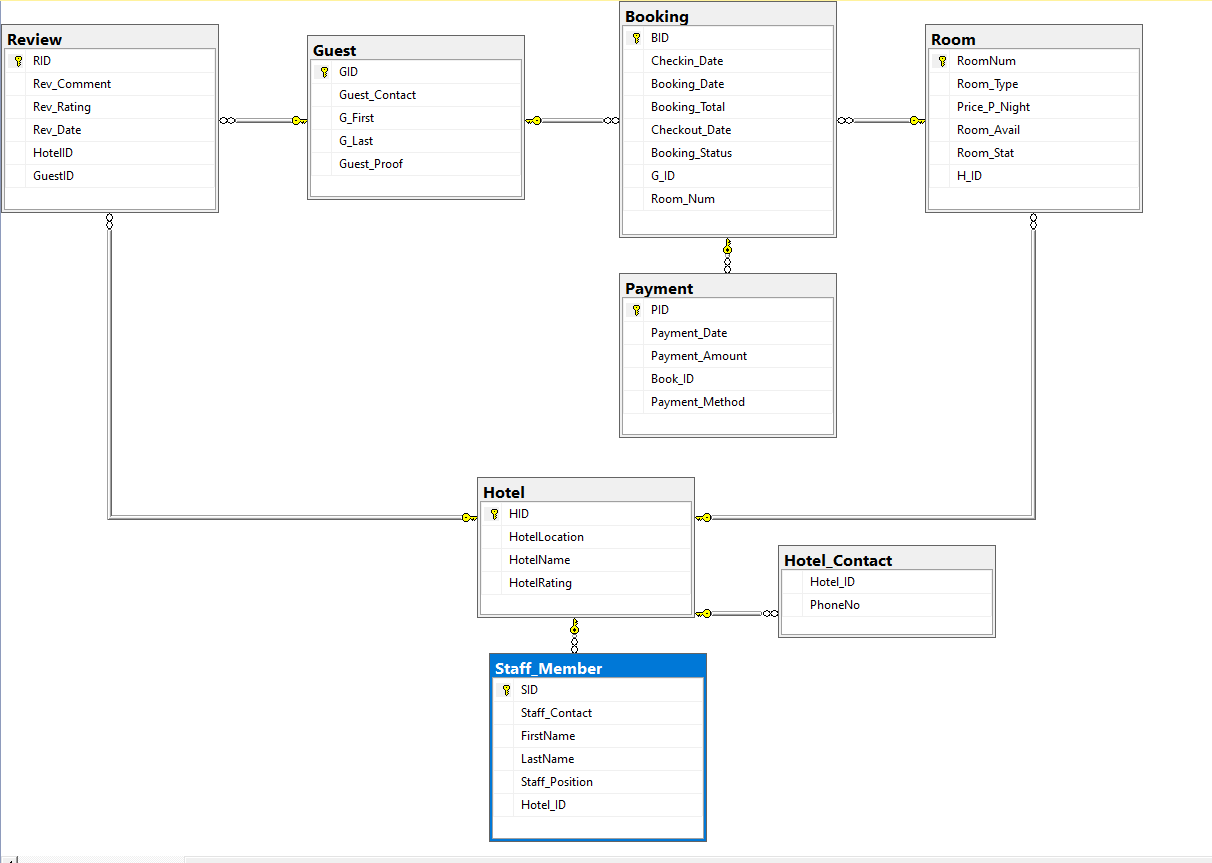 Review
RID
Rev_Comment
Rev_Rating
Rev_Date
HotelID
GuestID
Guest
GID
Guest_Contact
G_First
G_Last
Guest_Proof
Booking
BID
Checkin_Date
Booking_Date
Booking_Total
Checkout_Date
Booking_Status
G_ID
Room_Num
Room
RoomNum
Room_Type
Price_P_Night
Room_Avail
Room_Stat
H_ID
Payment
PID
Payment_Date
Payment_Amount
Book_ID
Payment_Method
Hotel
HID
HotelLocation
HotelName
HotelRating
Hotel_Contact
Hotel_ID
PhoneNo
Staff_Member
SID
Staff_Contact
FirstName
LastName
Staff_Position
Hotel_ID